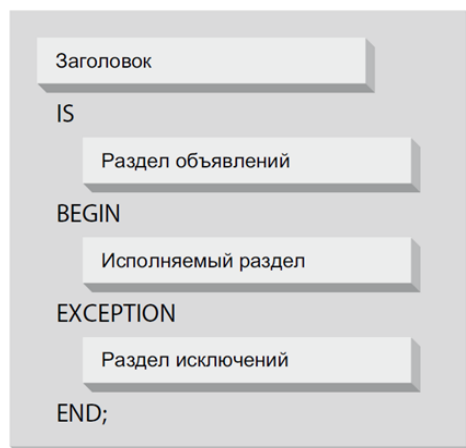 Заголовок
IS
Раздел объявлений
BEGIN
Исполняемый раздел
EXCEPTION
Раздел исключений
END;